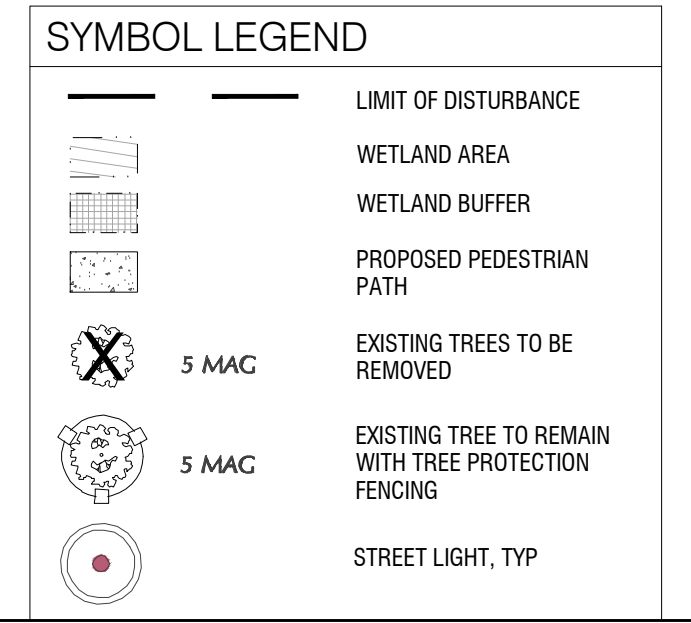 SYMBOL LEGEND
LIMIT OF DISTURBANCE
WETLAND AREA
WETLAND BUFFER
PROPOSED PEDESTRIAN
PATH
5 MAG
EXISTING TREES TO BE
REMOVED
5 MAG
EXISTING TREE TO REMAIN
WITH TREE PROTECTION
FENCING
STREET LIGHT, TYP